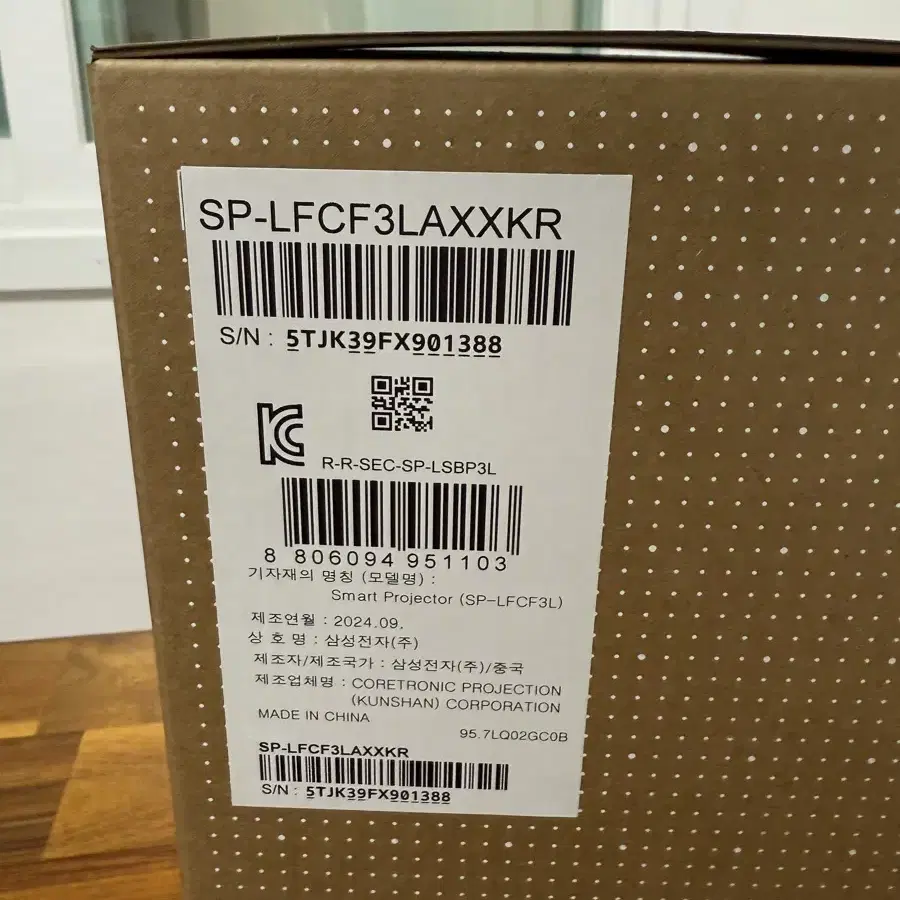 SP-LFCF3LAXXKR
S/N : 5TJK39FX901388
R-R-SEC-SP-LSBP3L
8 806094 951103
기자재의 명칭 (모델명) :
Smart Projector (SP-LFCF3L)
제조연월 : 2024.09.
상 호 명 : 삼성전자(주)
제조자/제조국가 : 삼성전자(주)/중국
제조업체명 : CORETRONIC PROJECTION
(KUNSHAN) CORPORATION
MADE IN CHINA
95.7LQ02GC0B
SP-LFCF3LAXXKR
S/N : 5TJK39FX901388